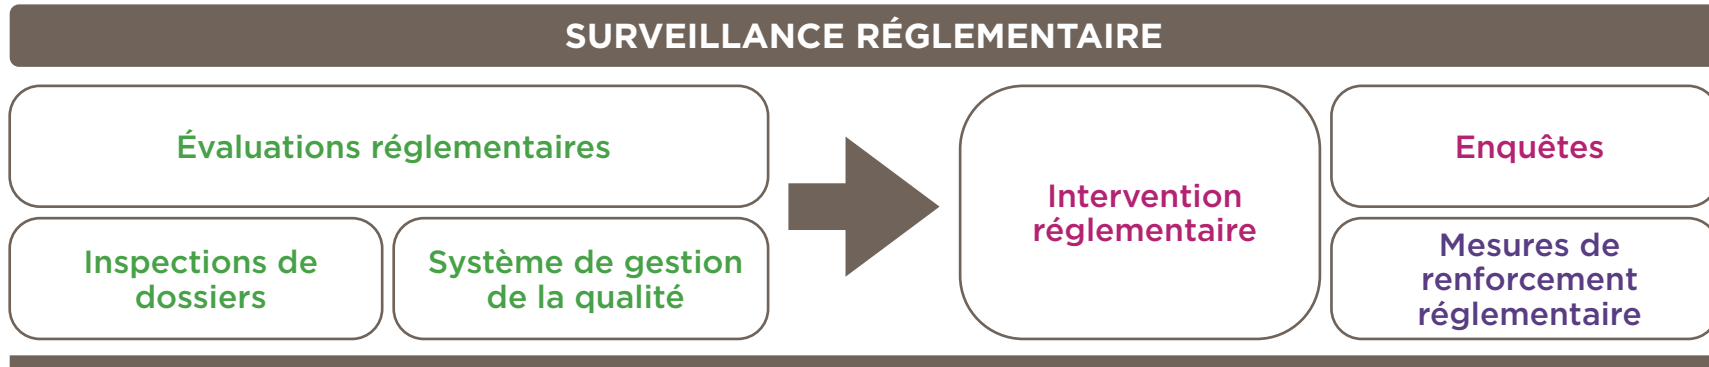 SURVEILLANCE RÉGLEMENTAIRE
Évaluations réglementaires
Inspections de
dossiers
Système de gestion
de la qualité
Intervention
réglementaire
Enquêtes
Mesures de
renforcement
réglementaire